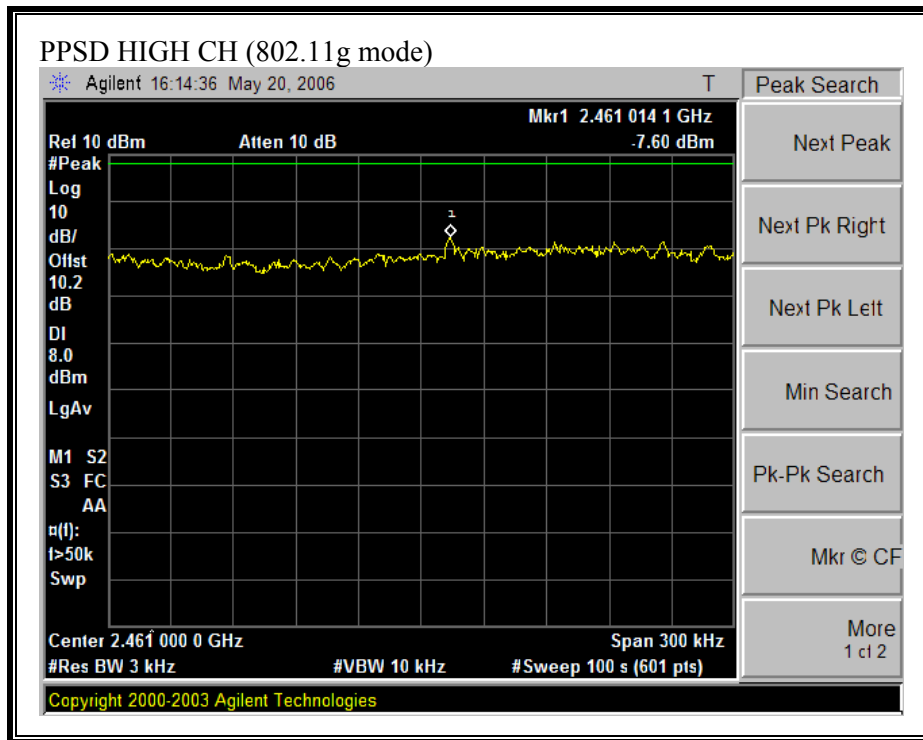 PPSD HIGH CH (802.11g mode)
Agilent 16:14:36 May 20, 2006 T
Peak Search
Mkr1 2.461 014 1 GHz
Ref 10 dBm Atten 10 dB -7.60 dBm
#Peak
Log
10
dB/
Offst
10.2
dB
DI
8.0
dBm
LgAv
M1 S2
S3 FC
AA
¤(f):
f>50k
Swp
1
Center 2.461 000 0 GHz Span 300 kHz
#Res BW 3 kHz #VBW 10 kHz #Sweep 100 s (601 pts)
Copyright 2000-2003 Agilent Technologies
Next Peak
Next Pk Right
Next Pk Left
Min Search
Pk-Pk Search
Mkr © CF
More
1 of 2